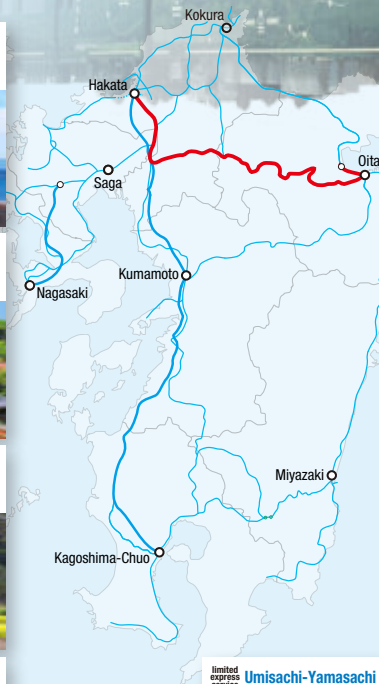 Kokura
Hakata
Oita
Saga
Kumamoto
Nagasaki
Miyazaki
Kagoshima-Chuo
limited
express
service
Umisachi-Yamasachi